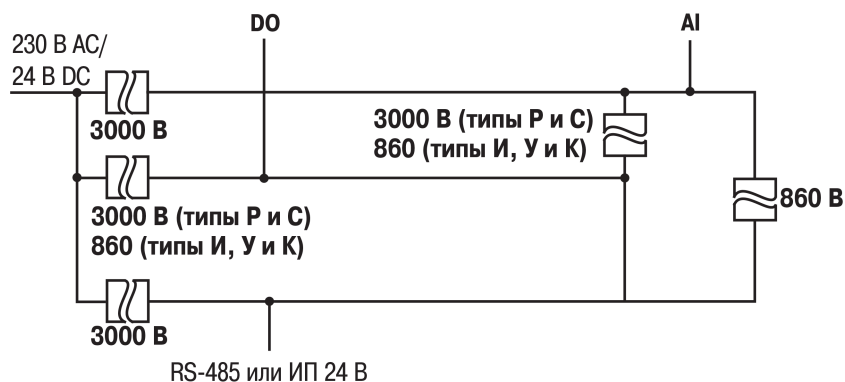 DO
AI
230 В AC/
24 В DC
3000 В
3000 В (типы Р и С)
860 (типы И, У и К)
860 В
3000 В (типы Р и С)
860 (типы И, У и К)
3000 В
RS-485 или ИП 24 В